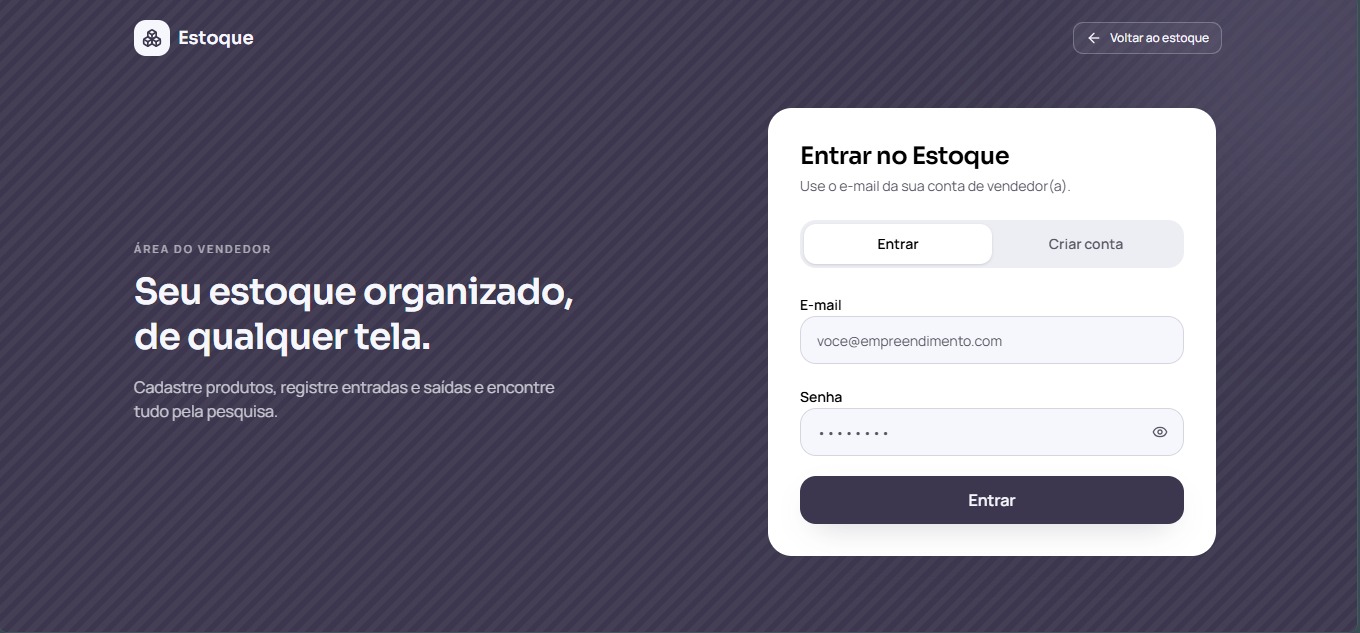 Estoque
Voltar ao estoque
ÁREA DO VENDEDOR
Seu estoque organizado,
de qualquer tela.
Cadastre produtos, registre entradas e saídas e encontre
tudo pela pesquisa.
Entrar no Estoque
Use o e-mail da sua conta de vendedor(a).
Entrar
Criar conta
E-mail
voce@empreendimento.com
Senha
••••••••
Entrar